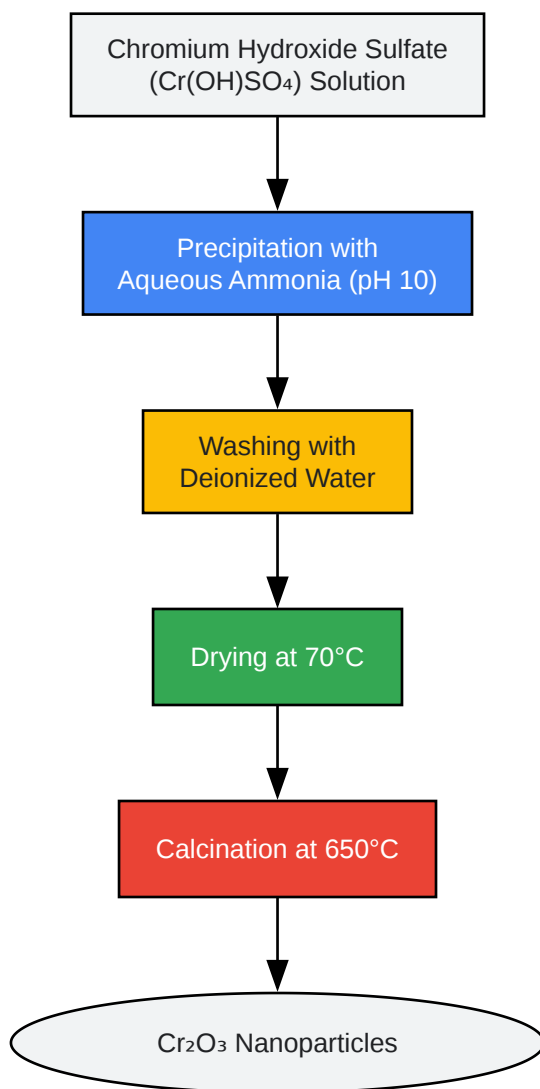 Chromium Hydroxide Sulfate
(Cr(OH)SO₄) Solution
Precipitation with
Aqueous Ammonia (pH 10)
Washing with
Deionized Water
Drying at 70°C
Calcination at 650°C
Cr₂O₃ Nanoparticles